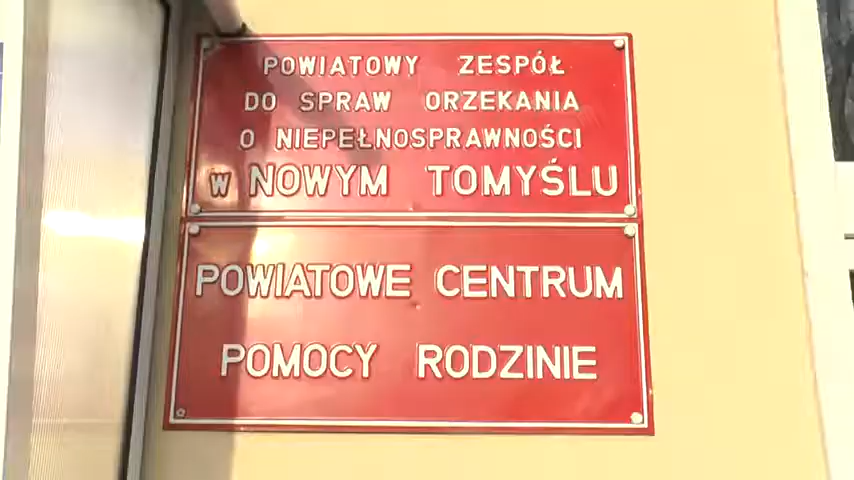 POWIATOWY ZESPÓŁ
DO SPRAW ORZEKANIA
O NIEPEŁNOSPRAWNOŚCI
W NOWYM TOMYŚLU
POWIATOWE CENTRUM
POMOCY RODZINIE